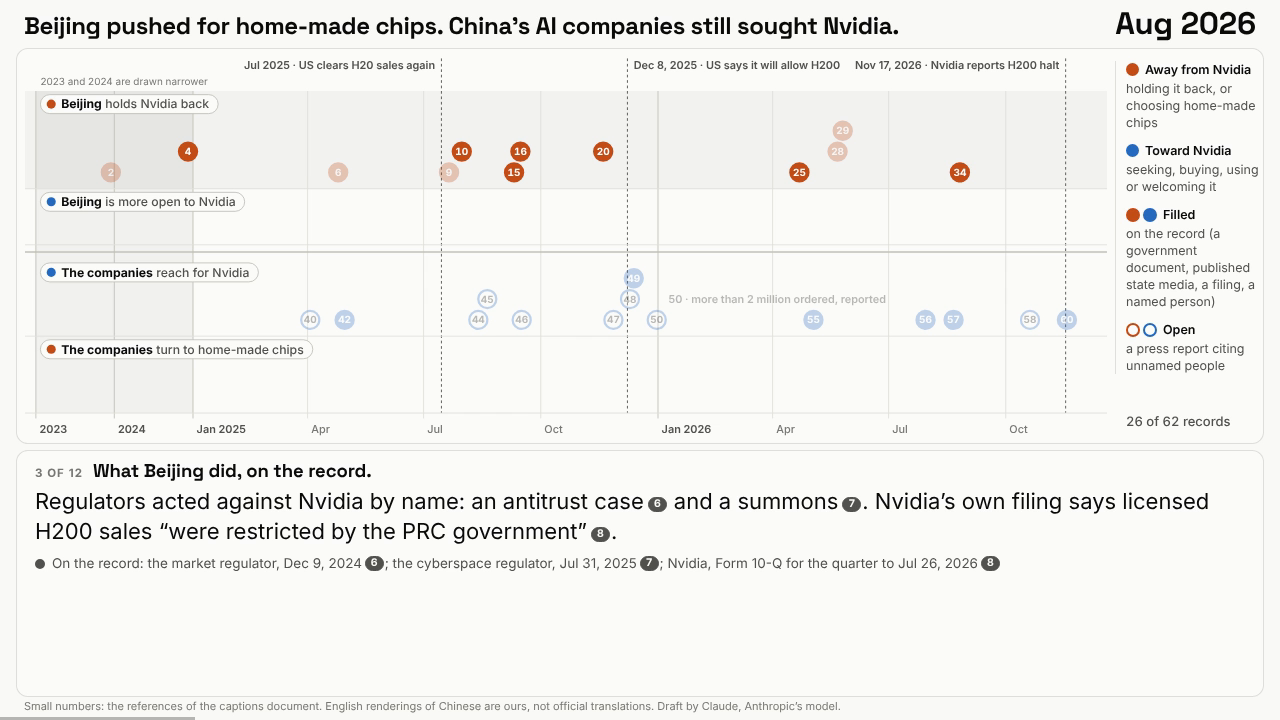 Beijing pushed for home-made chips. China’s AI companies still sought Nvidia.
Aug 2026
Jul 2025 · US clears H20 sales again
Dec 8, 2025 · US says it will allow H200
Nov 17, 2026 · Nvidia reports H200 halt
2023 and 2024 are drawn narrower
Beijing holds Nvidia back
29
4 10 16 20 28
2 6 9 15 25 34
Beijing is more open to Nvidia
The companies reach for Nvidia
49
45 48 50 · more than 2 million ordered, reported
40 42 44 46 47 50 55 56 57 58 60
The companies turn to home-made chips
2023 2024 Jan 2025 Apr Jul Oct Jan 2026 Apr Jul Oct
Away from Nvidia
holding it back, or
choosing home-made
chips
Toward Nvidia
seeking, buying, using
or welcoming it
Filled
on the record (a
government
document, published
state media, a filing, a
named person)
Open
a press report citing
unnamed people
26 of 62 records
3 OF 12 What Beijing did, on the record.
Regulators acted against Nvidia by name: an antitrust case 6 and a summons 7. Nvidia’s own filing says licensed
H200 sales “were restricted by the PRC government” 8.
On the record: the market regulator, Dec 9, 2024 6; the cyberspace regulator, Jul 31, 2025 7; Nvidia, Form 10-Q for the quarter to Jul 26, 2026 8
Small numbers: the references of the captions document. English renderings of Chinese are ours, not official translations. Draft by Claude, Anthropic’s model.